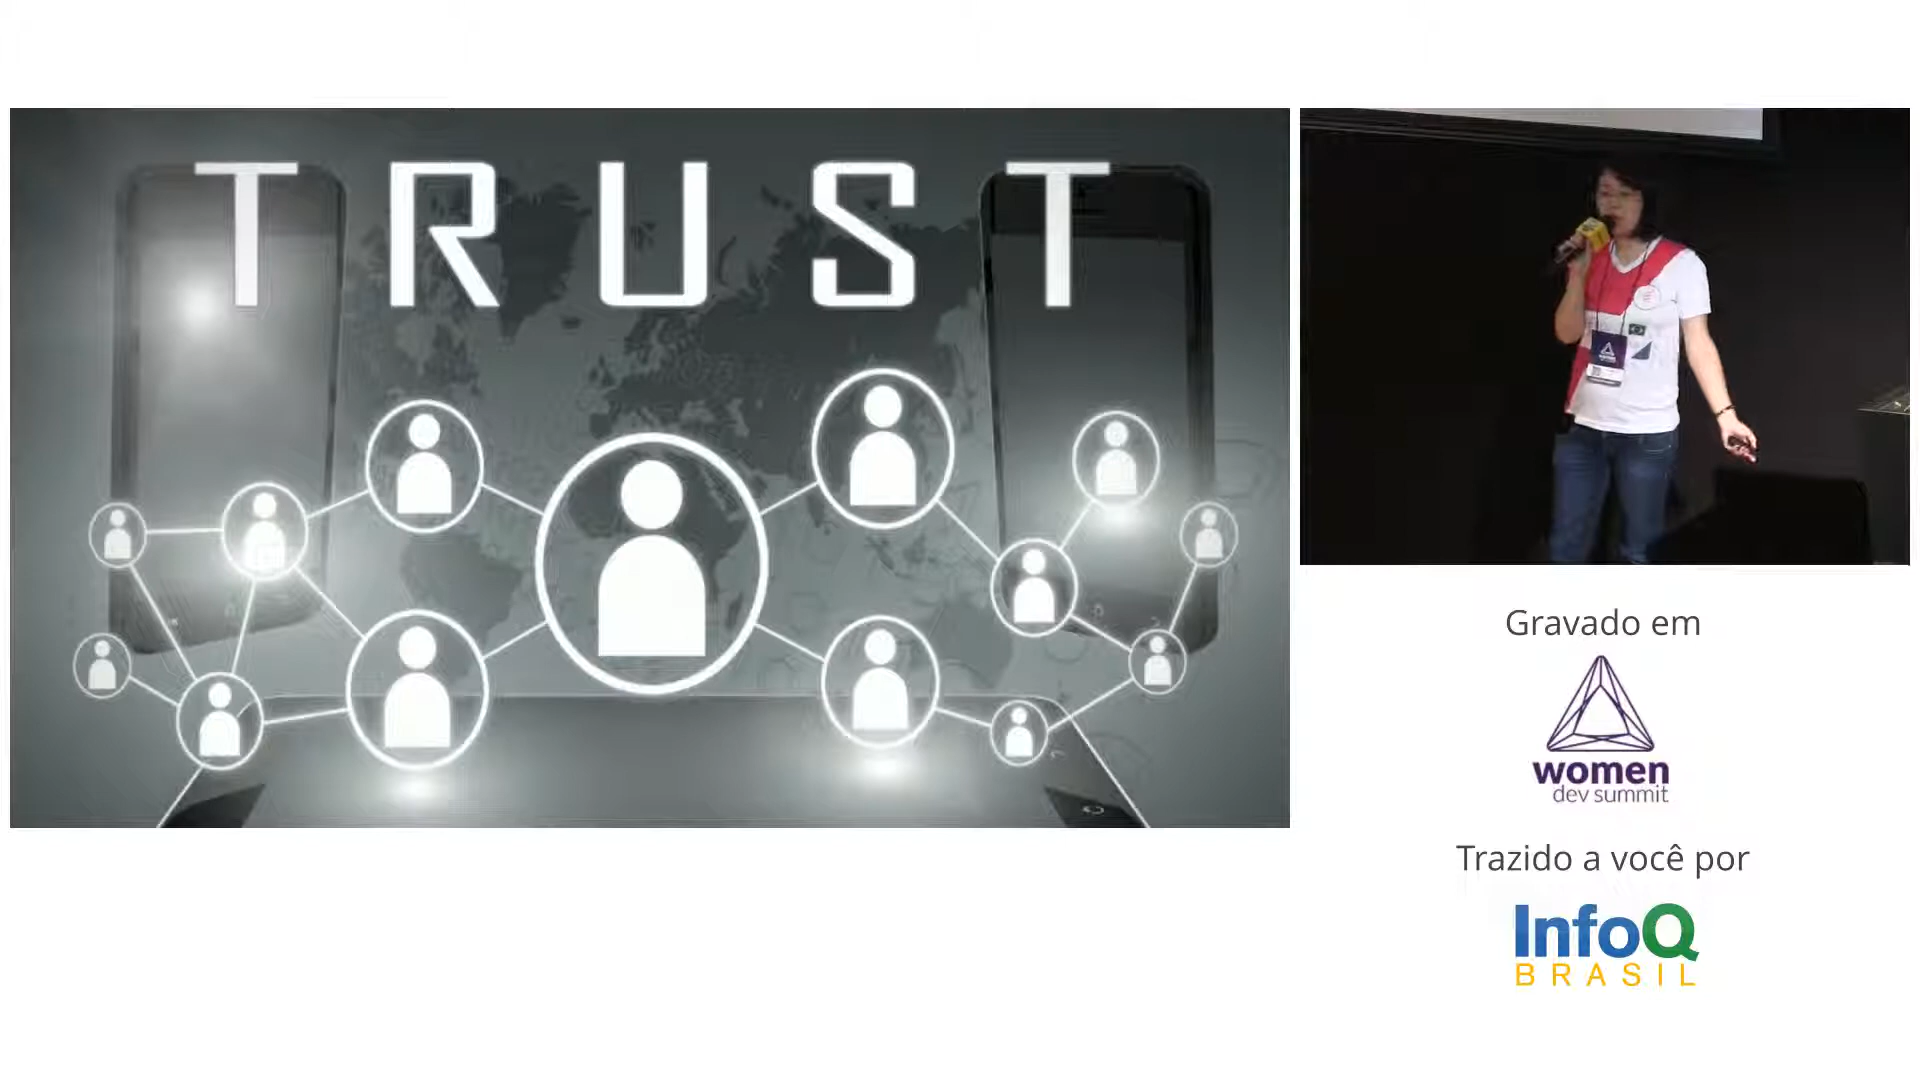 TRUST
Gravado em
women
dev summit
Trazido a você por
InfoQ
BRASIL